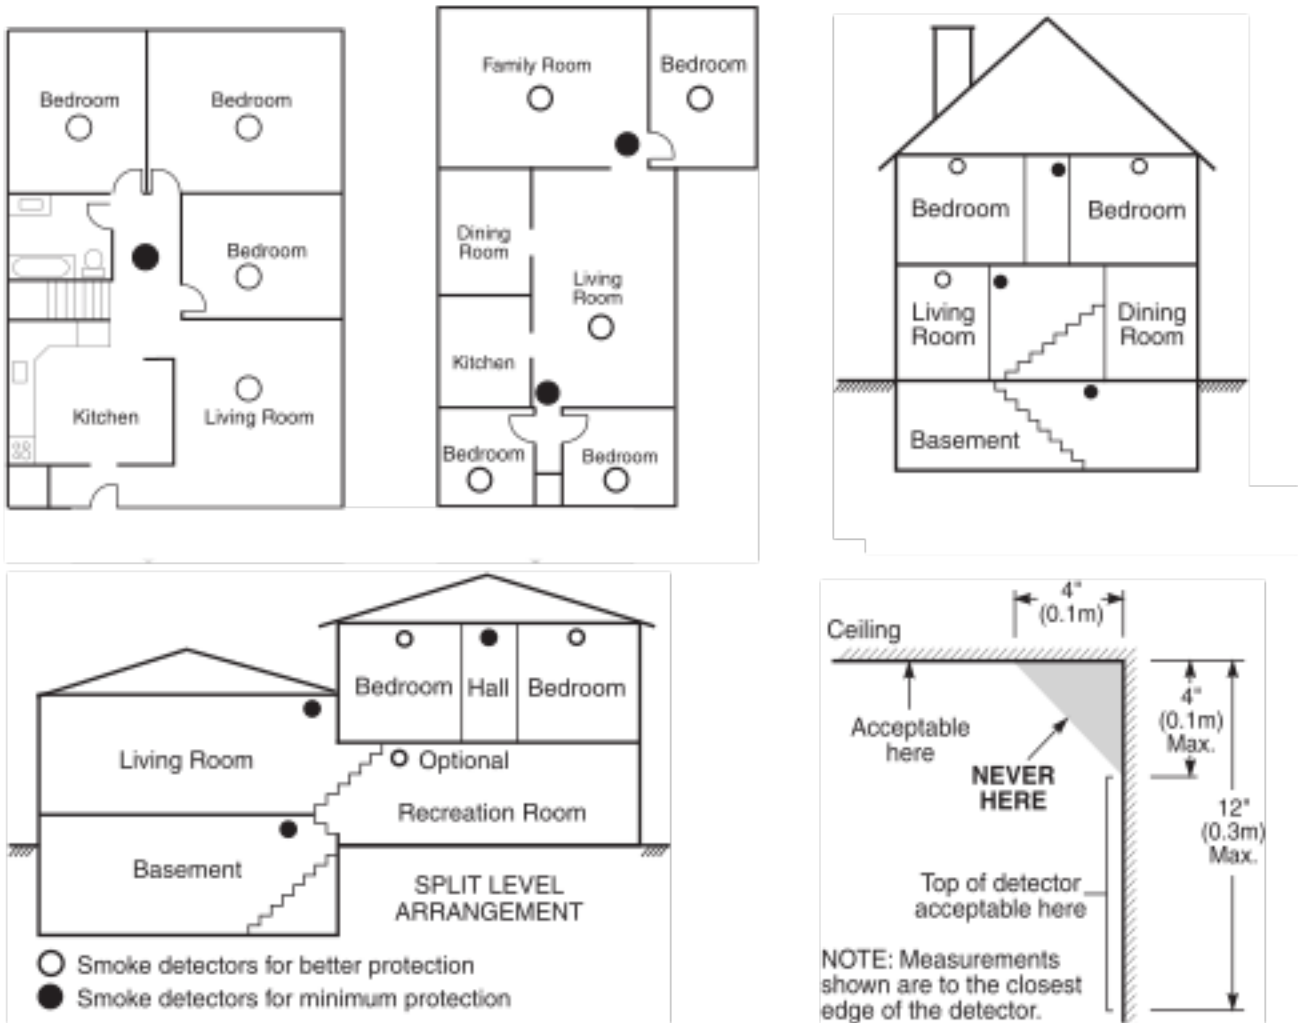 Bedroom
Bedroom
Bedroom
Kitchen
Living Room
Family Room
Bedroom
Dining
Room
Living
Room
Kitchen
Bedroom
Bedroom
Bedroom
Bedroom
Living
Room
Dining
Room
Basement
Bedroom
Hall
Bedroom
Living Room
Optional
Recreation Room
Basement
SPLIT LEVEL
ARRANGEMENT
Smoke detectors for better protection
Smoke detectors for minimum protection
4"
(0.1m)
Ceiling
Acceptable
here
NEVER
HERE
4"
(0.1m)
Max.
12"
(0.3m)
Max.
Top of detector
acceptable here
NOTE: Measurements
shown are to the closest
edge of the detector.